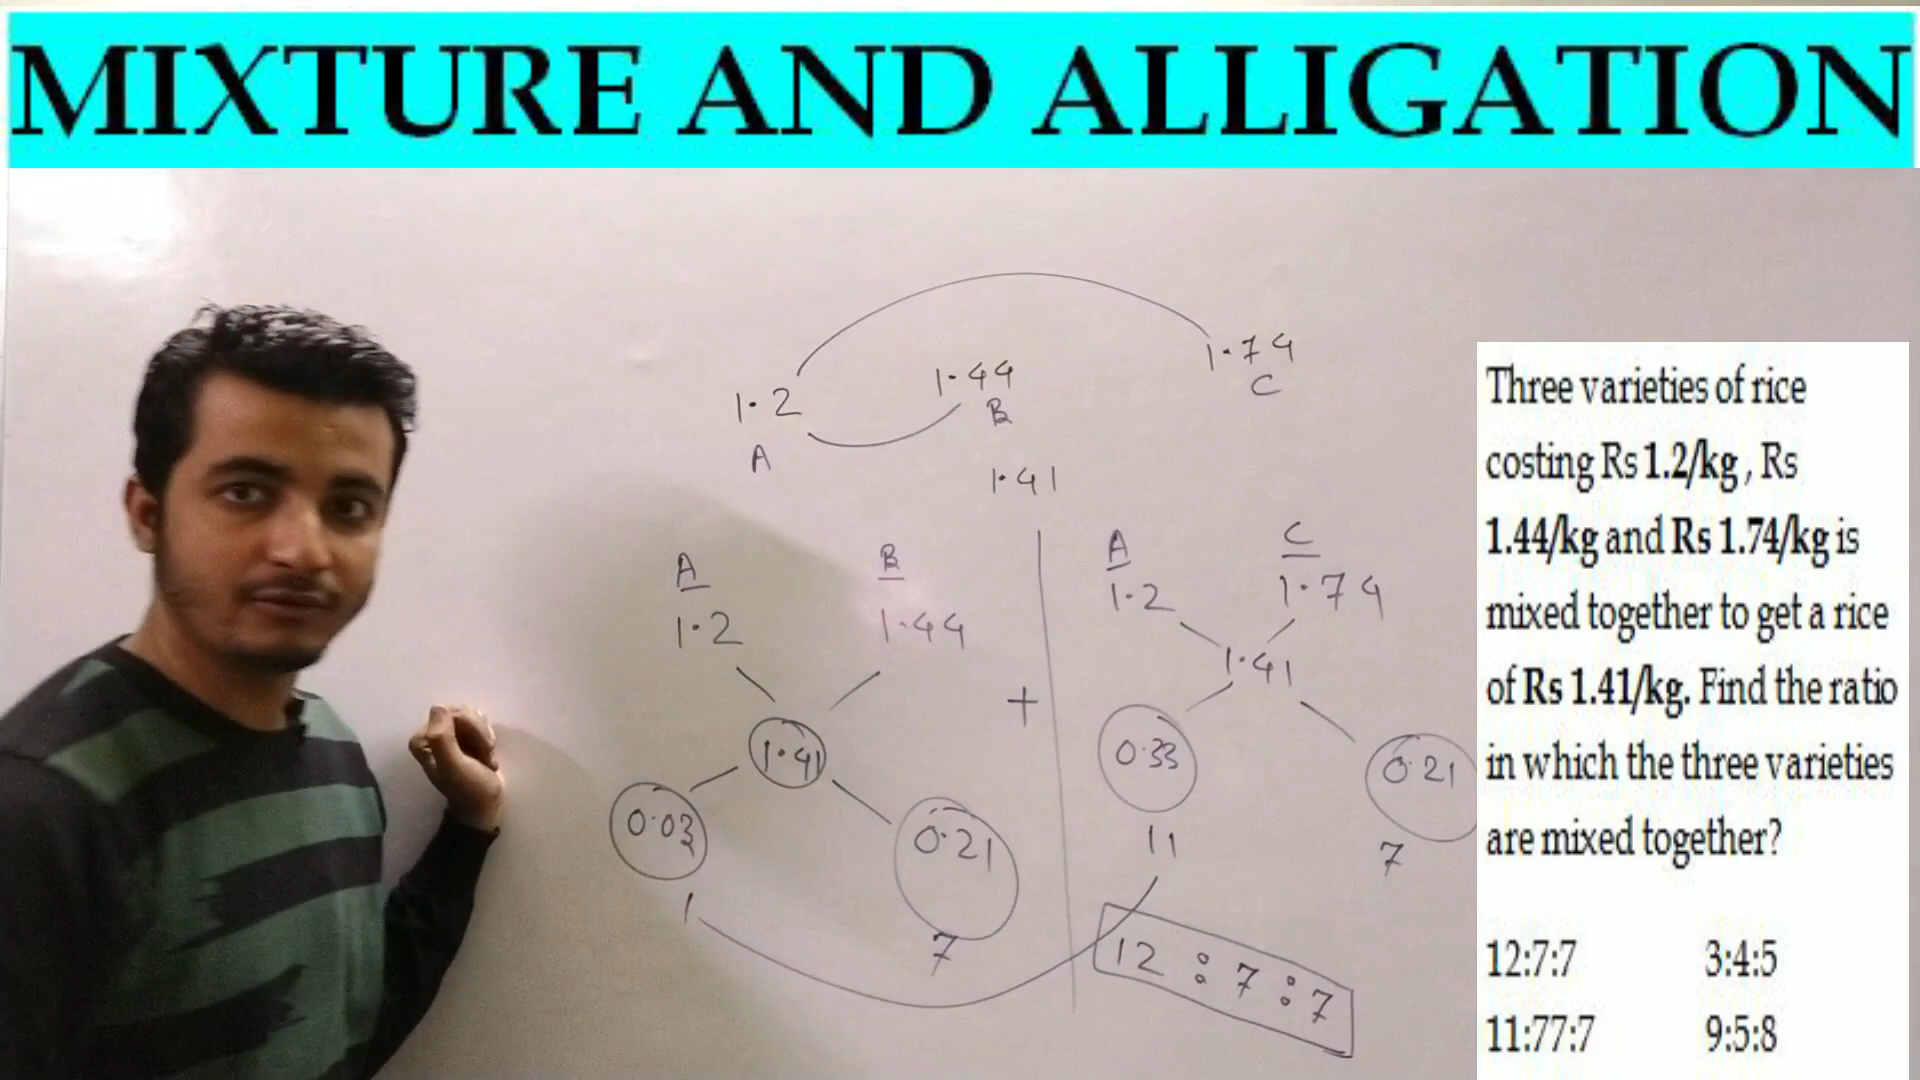 MIXTURE AND ALLIGATION
1.2
A
1.44
B
1.74
C
1.41
A
1.2
B
1.44
1.41
0.03
0.21
1
7
+
A
1.2
C
1.74
1.41
0.33
0.21
11
7
12 : 7 : 7
Three varieties of rice
costing Rs 1.2/kg , Rs
1.44/kg and Rs 1.74/kg is
mixed together to get a rice
of Rs 1.41/kg. Find the ratio
in which the three varieties
are mixed together?
12:7:7 3:4:5
11:77:7 9:5:8